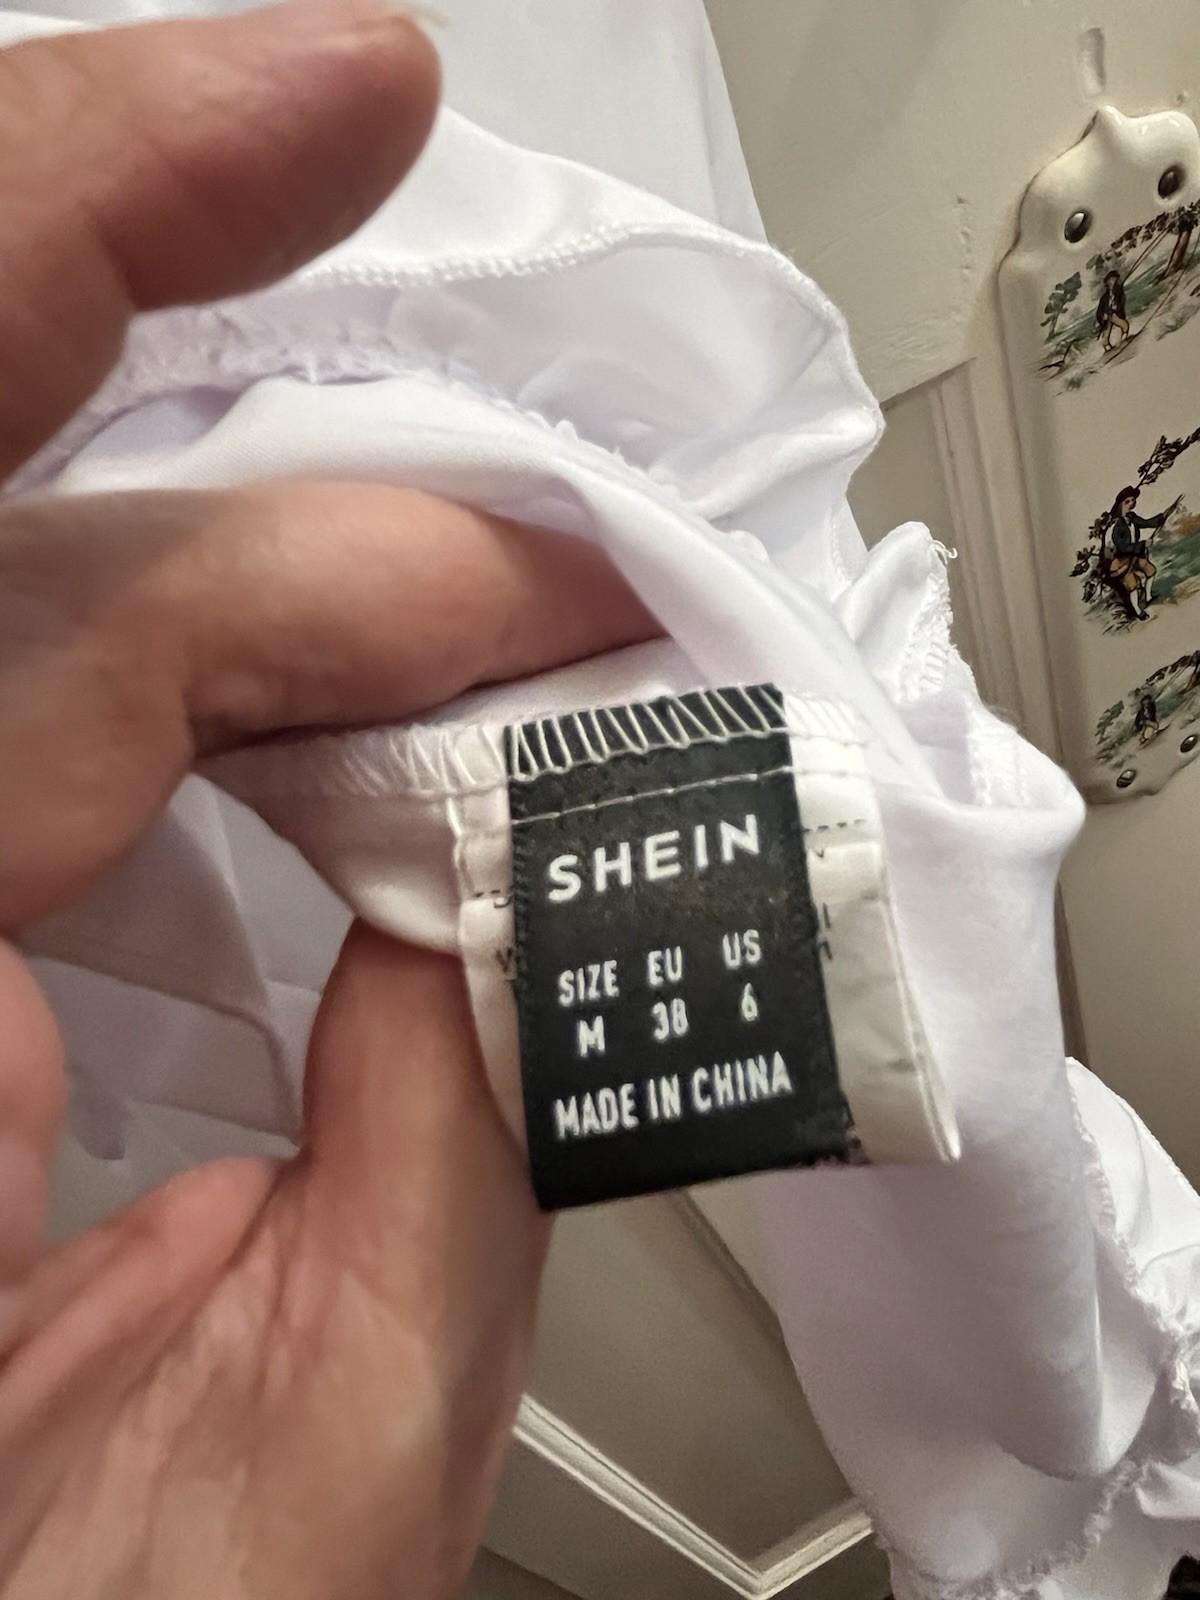 SHEIN
SIZE EU US
M 38 6
MADE IN CHINA